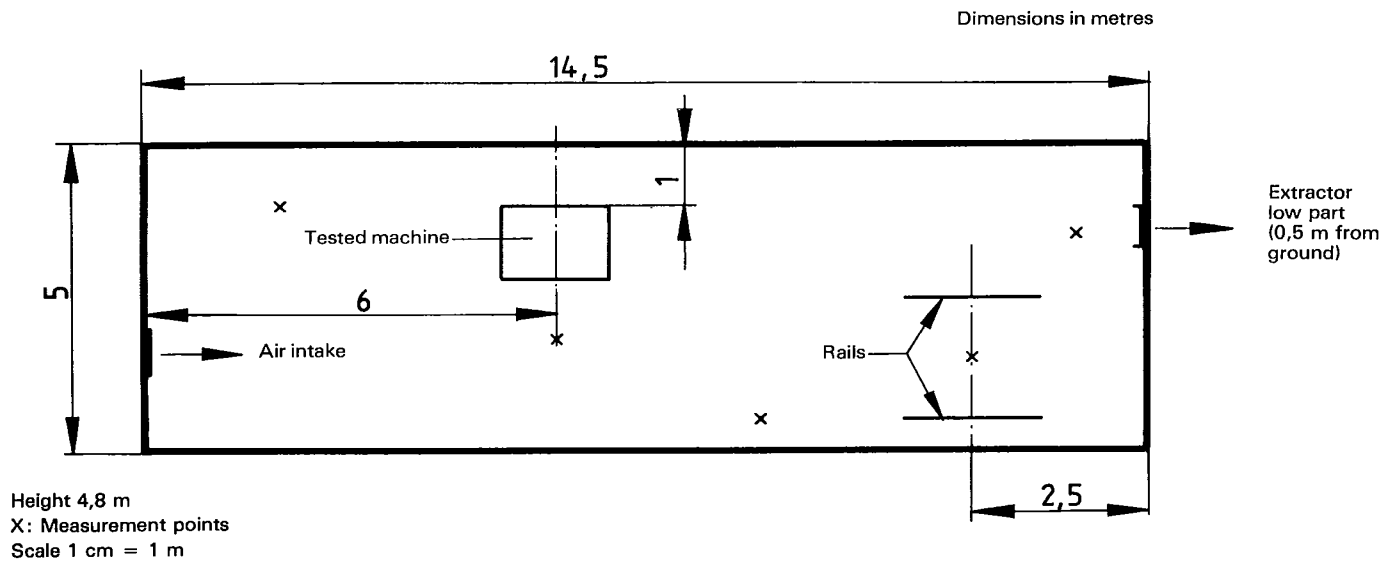 Dimensions in metres
14,5
1
Extractor
low part
(0,5 m from
ground)
Tested machine
5
6
Air intake
Rails
2,5
Height 4,8 m
X: Measurement points
Scale 1 cm = 1 m